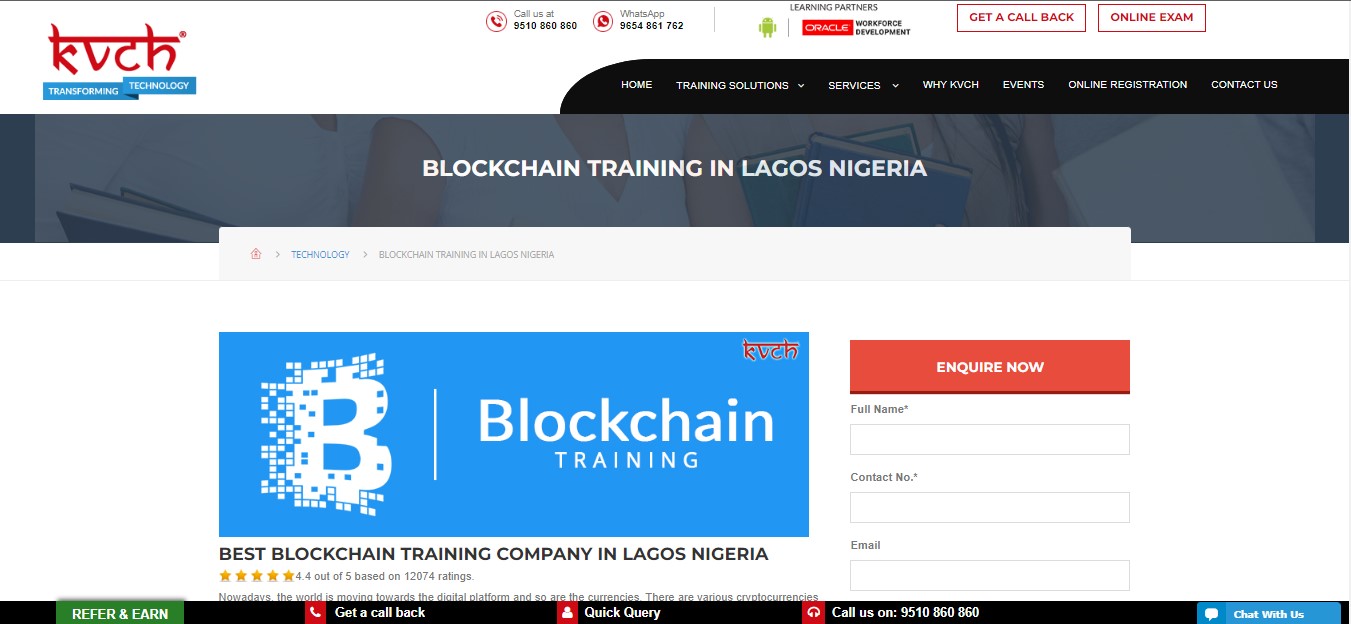 LEARNING PARTNERS
Call us at
9510 860 860
WhatsApp
9654 861 762
ORACLE WORKFORCE DEVELOPMENT
GET A CALL BACK
ONLINE EXAM
kvch®
TRANSFORMING TECHNOLOGY
HOME TRAINING SOLUTIONS SERVICES WHY KVCH EVENTS ONLINE REGISTRATION CONTACT US
BLOCKCHAIN TRAINING IN LAGOS NIGERIA
TECHNOLOGY > BLOCKCHAIN TRAINING IN LAGOS NIGERIA
kvch
Blockchain
TRAINING
BEST BLOCKCHAIN TRAINING COMPANY IN LAGOS NIGERIA
4.4 out of 5 based on 12074 ratings.
Nowadays, the world is moving towards the digital platform and so are the currencies. There are various cryptocurrencies
ENQUIRE NOW
Full Name*
Contact No.*
Email
REFER & EARN
Get a call back
Quick Query
Call us on: 9510 860 860
Chat With Us